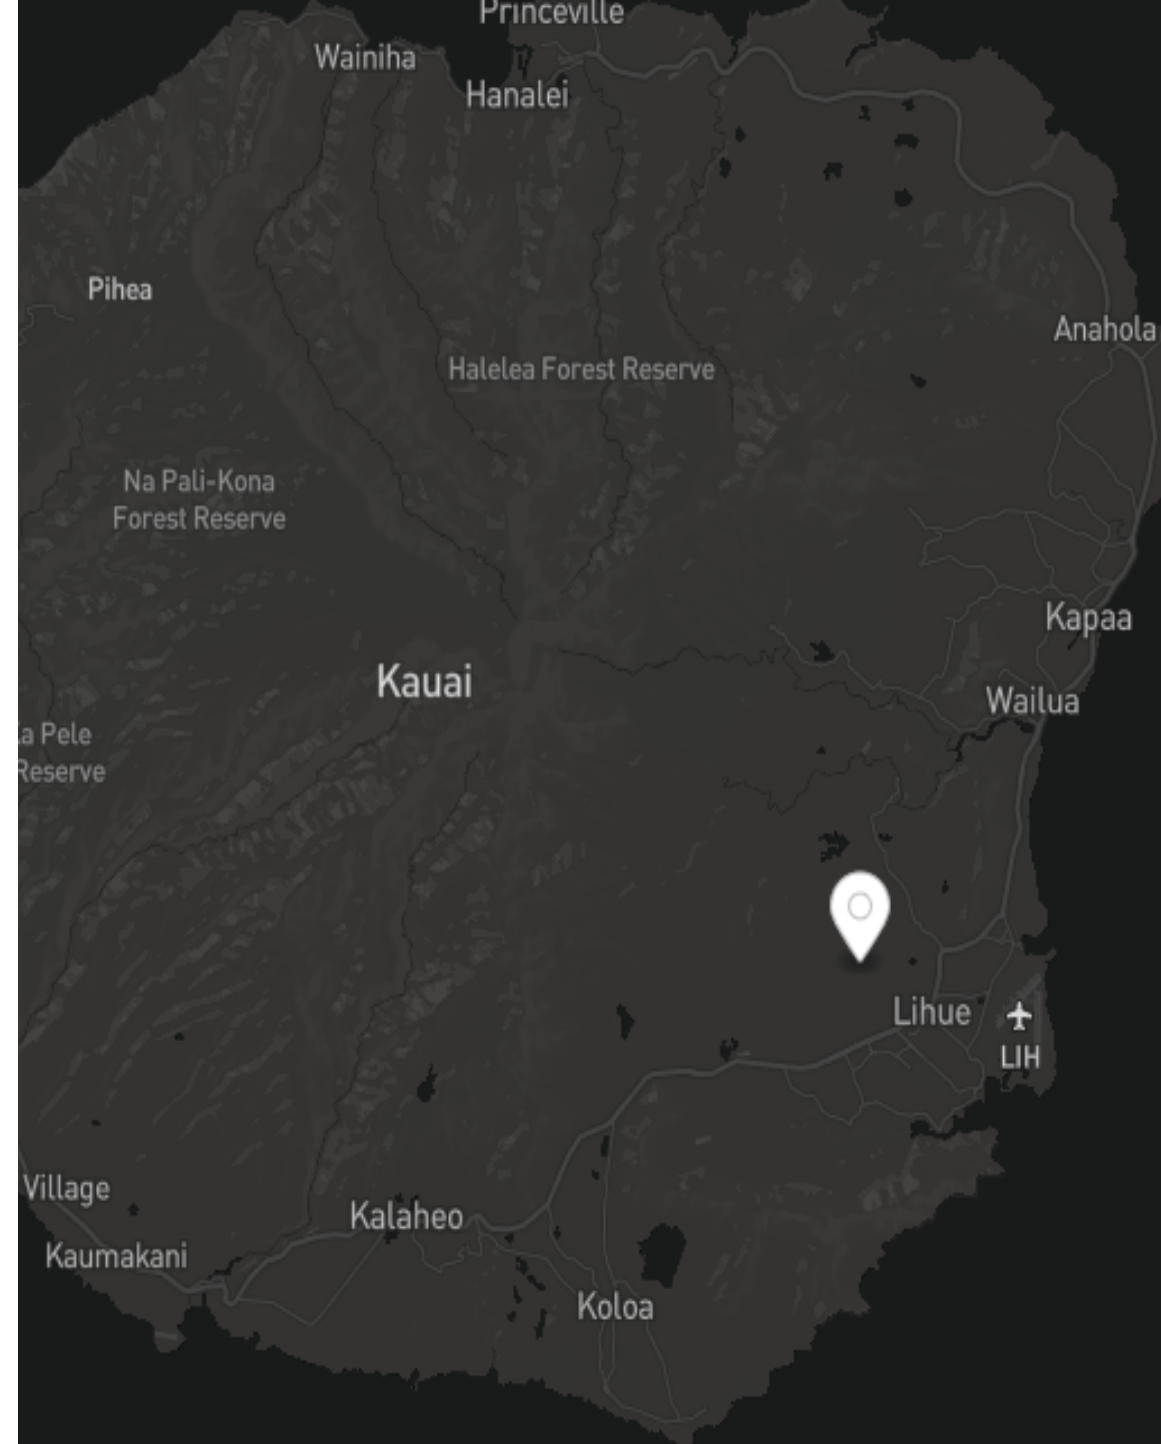 Princeville
Wainiha
Hanalei
Pihea
Anahola
Halelea Forest Reserve
Na Pali-Kona
Forest Reserve
Kapaa
Kauai
Wailua
a Pele
Reserve
Lihue
LIH
Village
Kalaheo
Kaumakani
Koloa